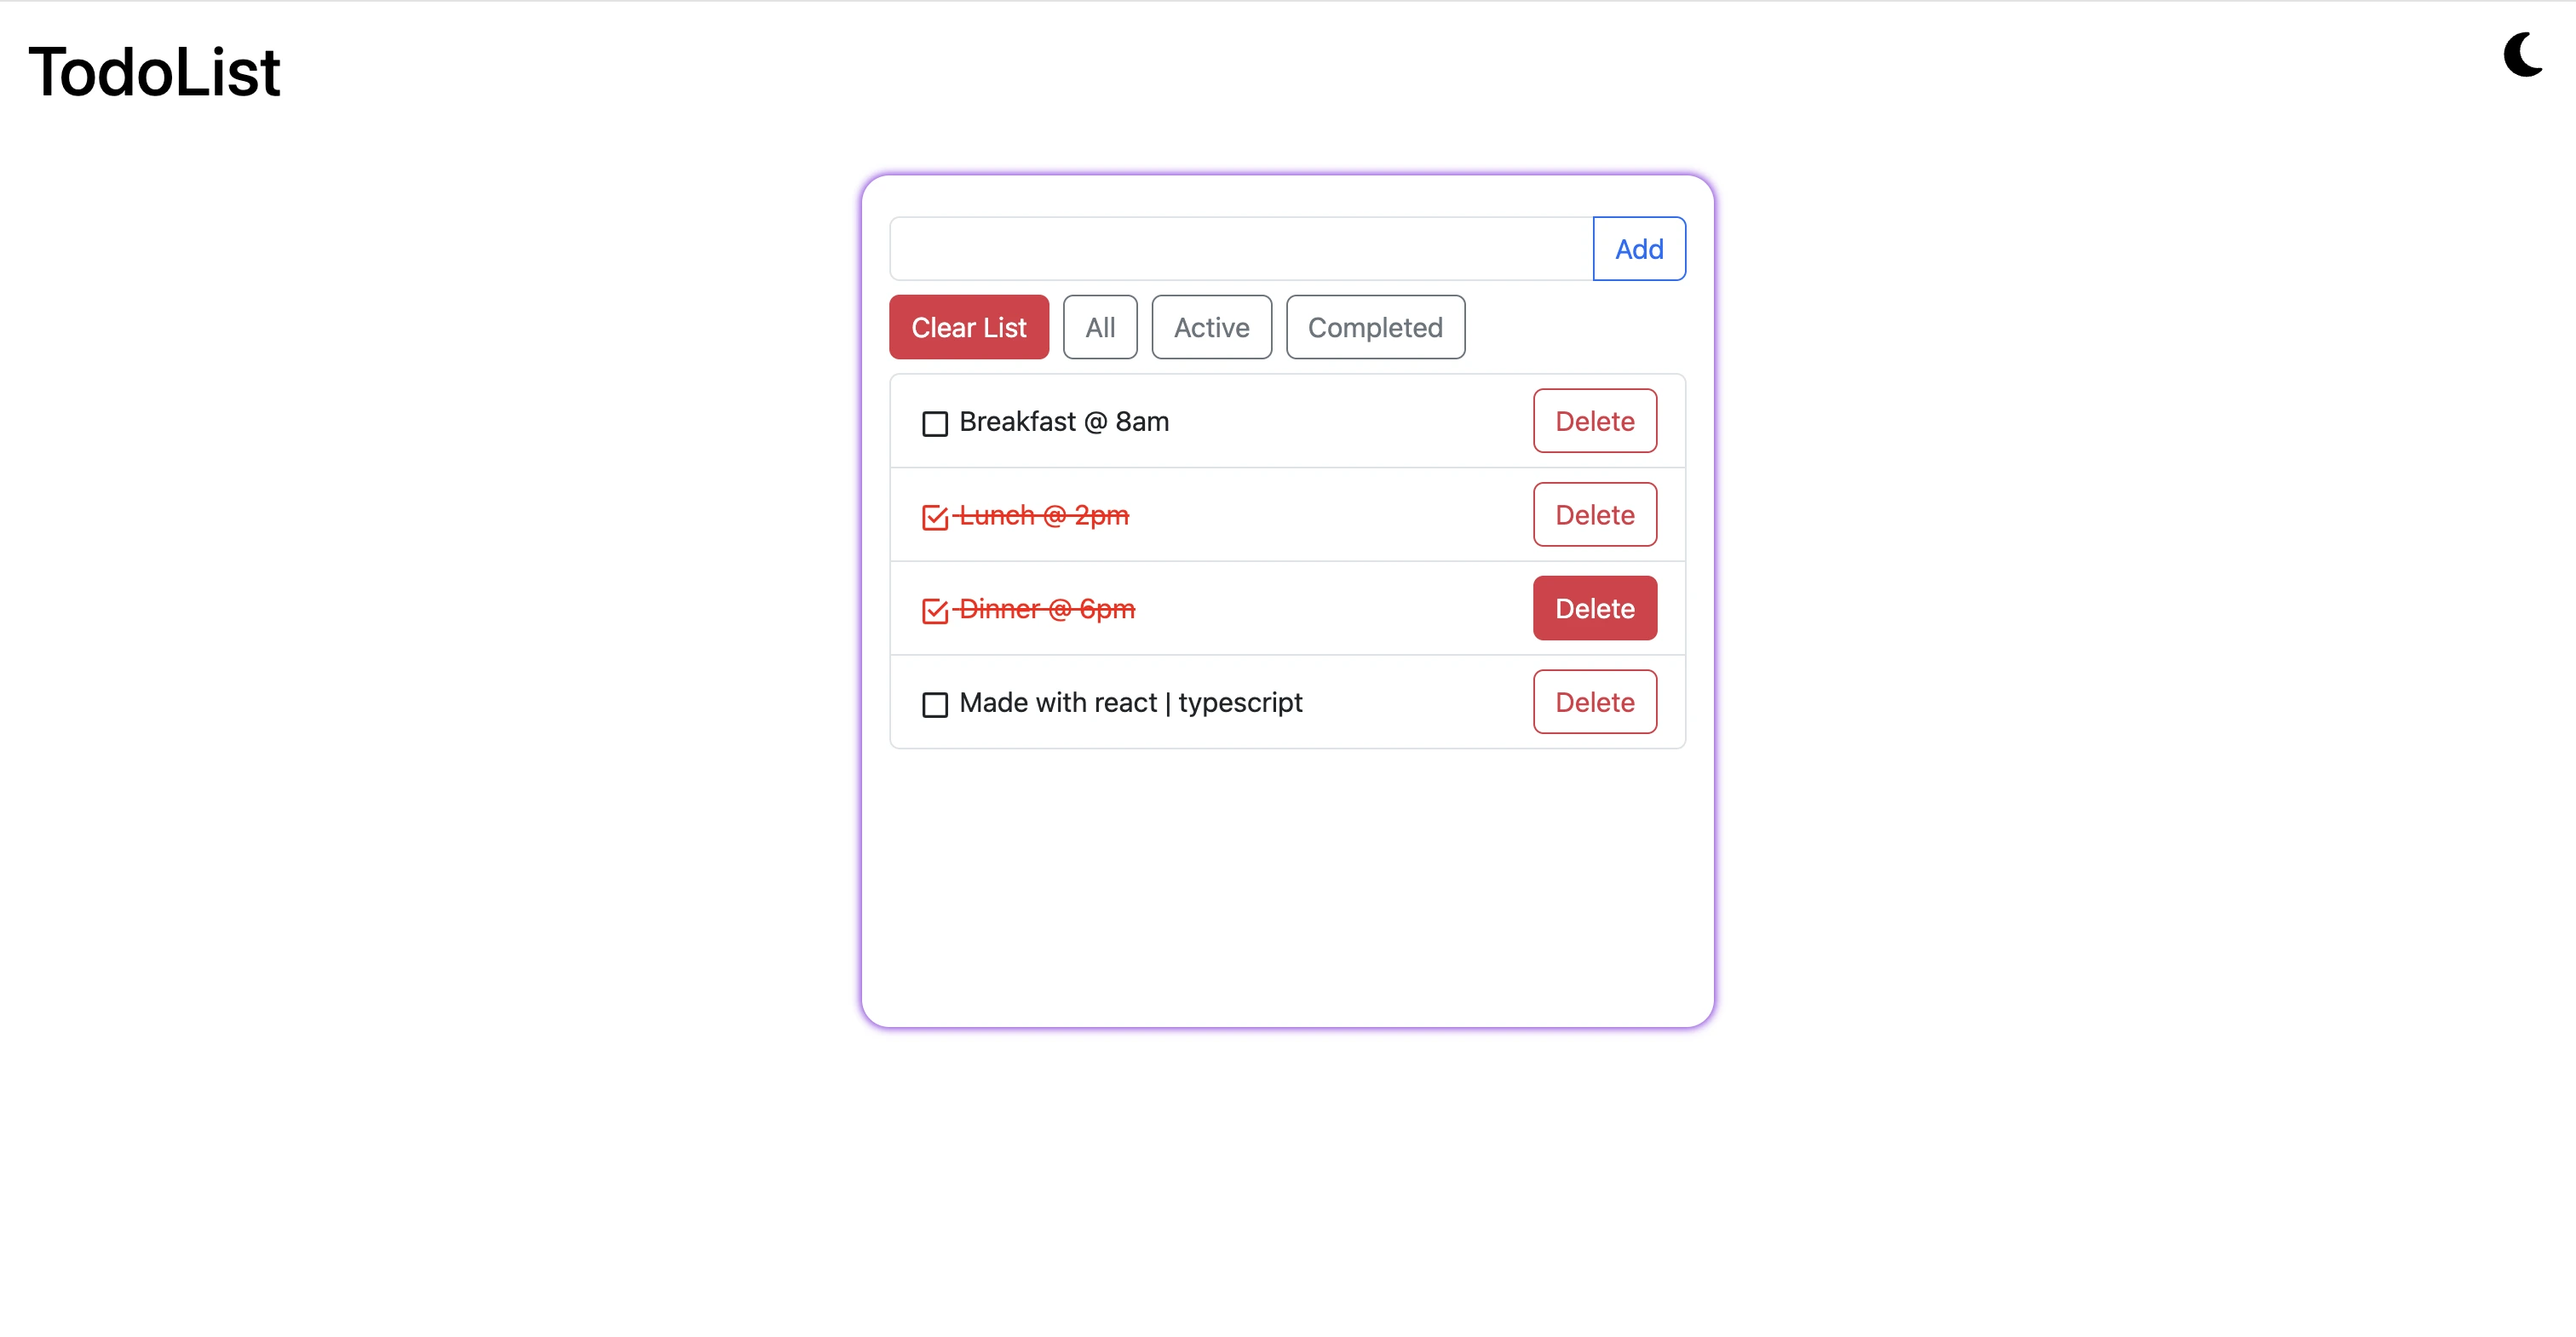 TodoList
Add
Clear List All Active Completed
Breakfast @ 8am Delete
Lunch @ 2pm Delete
Dinner @ 6pm Delete
Made with react | typescript Delete